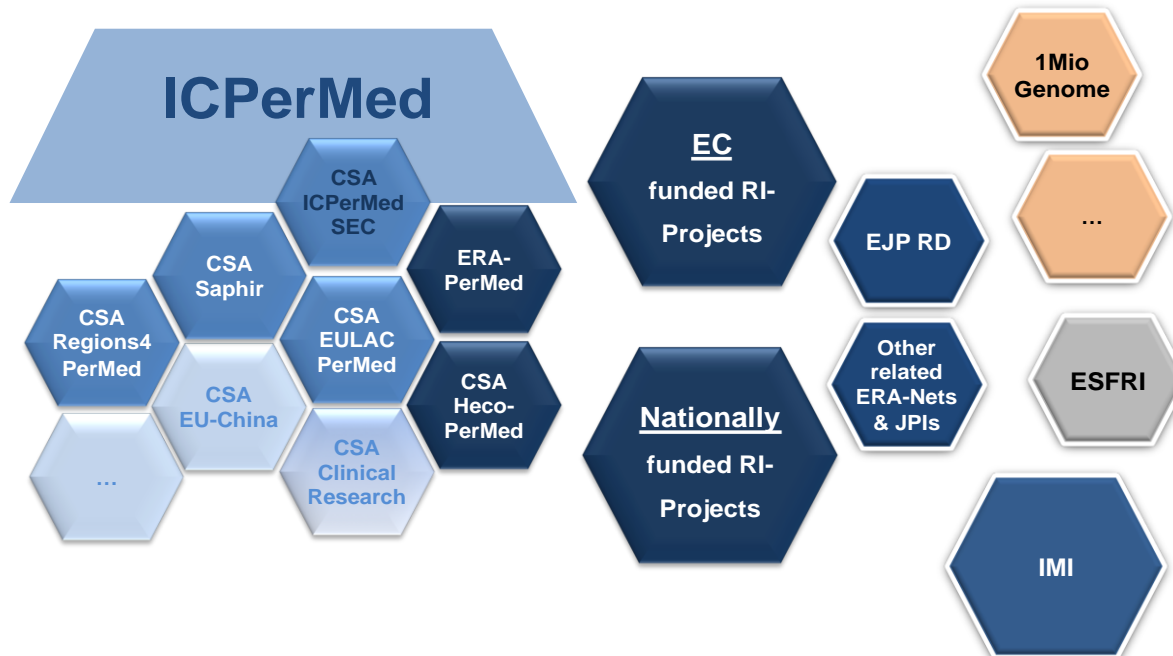 ICPerMed
CSA
ICPerMed
SEC
CSA
Saphir
ERA-
PerMed
CSA
Regions4
PerMed
CSA
EULAC
PerMed
CSA
EU-China
CSA
Heco-
PerMed
…
CSA
Clinical
Research
EC
funded RI-
Projects
Nationally
funded RI-
Projects
EJP RD
Other
related
ERA-Nets
& JPIs
1Mio
Genome
…
ESFRI
IMI